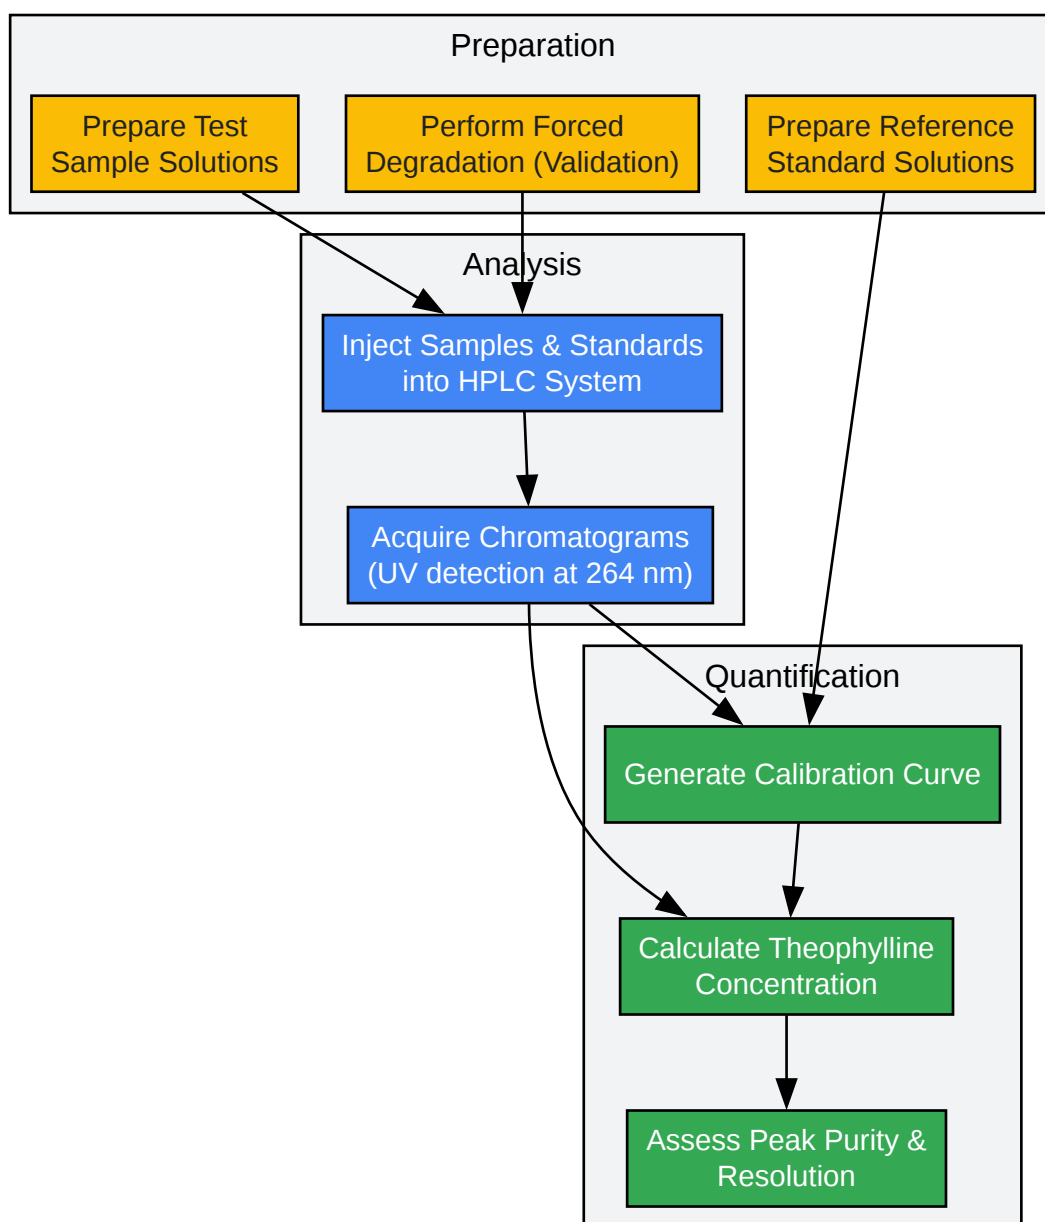 Preparation
Prepare Test
Sample Solutions
Perform Forced
Degradation (Validation)
Prepare Reference
Standard Solutions
Analysis
Inject Samples & Standards
into HPLC System
Acquire Chromatograms
(UV detection at 264 nm)
Quantification
Generate Calibration Curve
Calculate Theophylline
Concentration
Assess Peak Purity &
Resolution